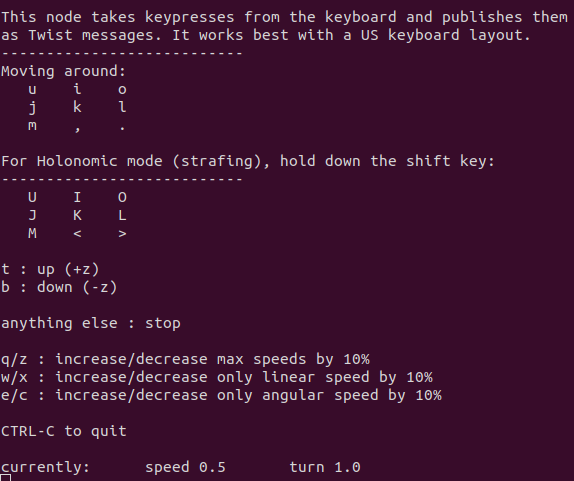 This node takes keypresses from the keyboard and publishes them
as Twist messages. It works best with a US keyboard layout.
---------------------------
Moving around:
   u    i    o
   j    k    l
   m    ,    .

For Holonomic mode (strafing), hold down the shift key:
---------------------------
   U    I    O
   J    K    L
   M    <    >

t : up (+z)
b : down (-z)

anything else : stop

q/z : increase/decrease max speeds by 10%
w/x : increase/decrease only linear speed by 10%
e/c : increase/decrease only angular speed by 10%

CTRL-C to quit

currently:      speed 0.5       turn 1.0